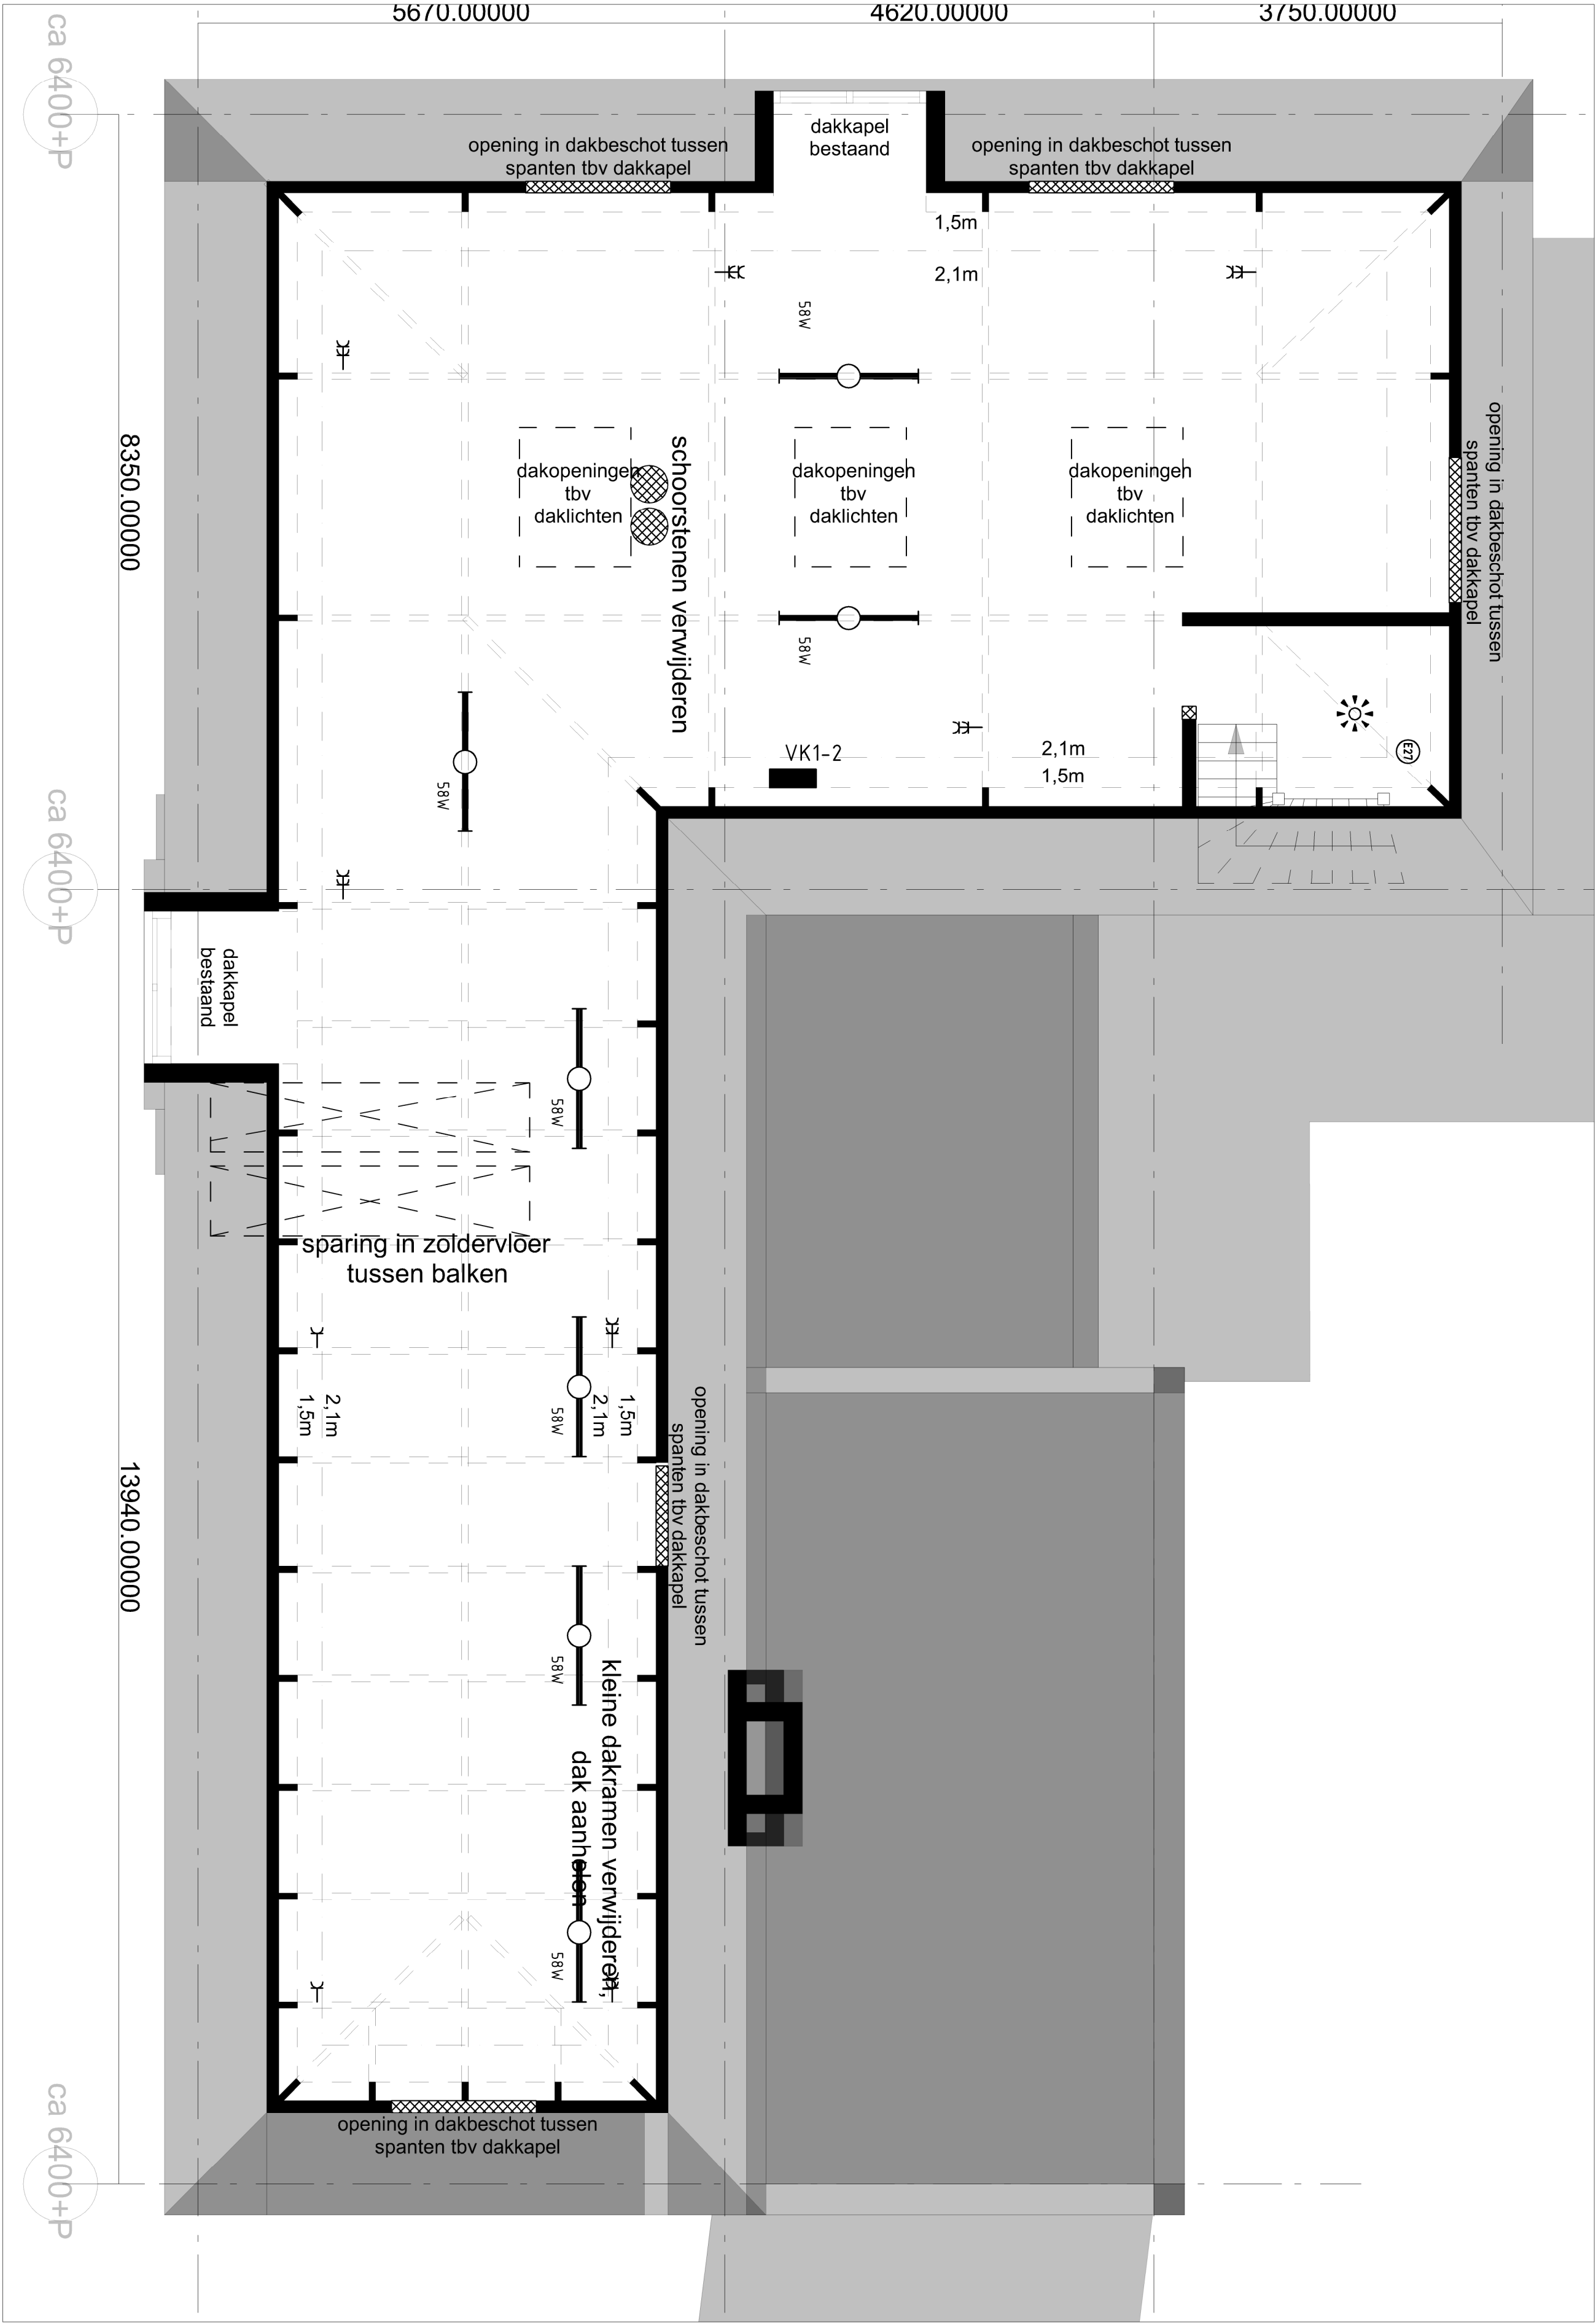 5670.00000
4620.00000
3750.00000
ca 6400+P
dakkapel
bestaand
opening in dakbeschot tussen
spanten tbv dakkapel
opening in dakbeschot tussen
spanten tbv dakkapel
1,5m
2,1m
58W
opening in dakbeschot tussen
spanten tbv dakkapel
8350.00000
schoorstenen verwijderen
dakopeningen
tbv
daklichten
dakopeningen
tbv
daklichten
dakopeningen
tbv
daklichten
58W
58W
VK1-2
2,1m
1,5m
E27
ca 6400+P
dakkapel
bestaand
58W
sparing in zoldervloer
tussen balken
2,1m
1,5m
58W
1,5m
2,1m
opening in dakbeschot tussen
spanten tbv dakkapel
13940.00000
58W
kleine dakramen verwijderen,
dak aanhelen
58W
opening in dakbeschot tussen
spanten tbv dakkapel
ca 6400+P